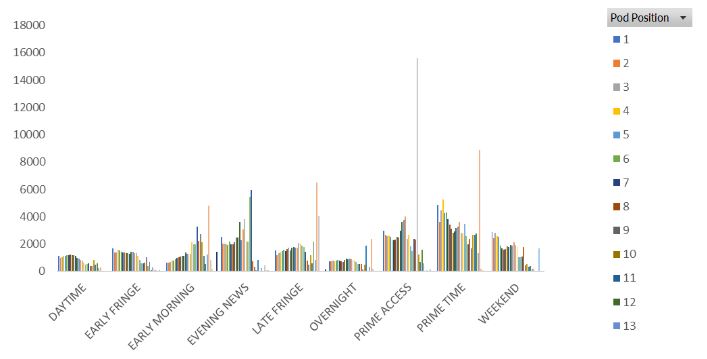 Pod Position
18000
16000
14000
12000
10000
8000
6000
4000
2000
0
DAYTIME
EARLY FRINGE
EARLY MORNING
EVENING NEWS
LATE FRINGE
OVERNIGHT
PRIME ACCESS
PRIME TIME
WEEKEND
1
2
3
4
5
6
7
8
9
10
11
12
13